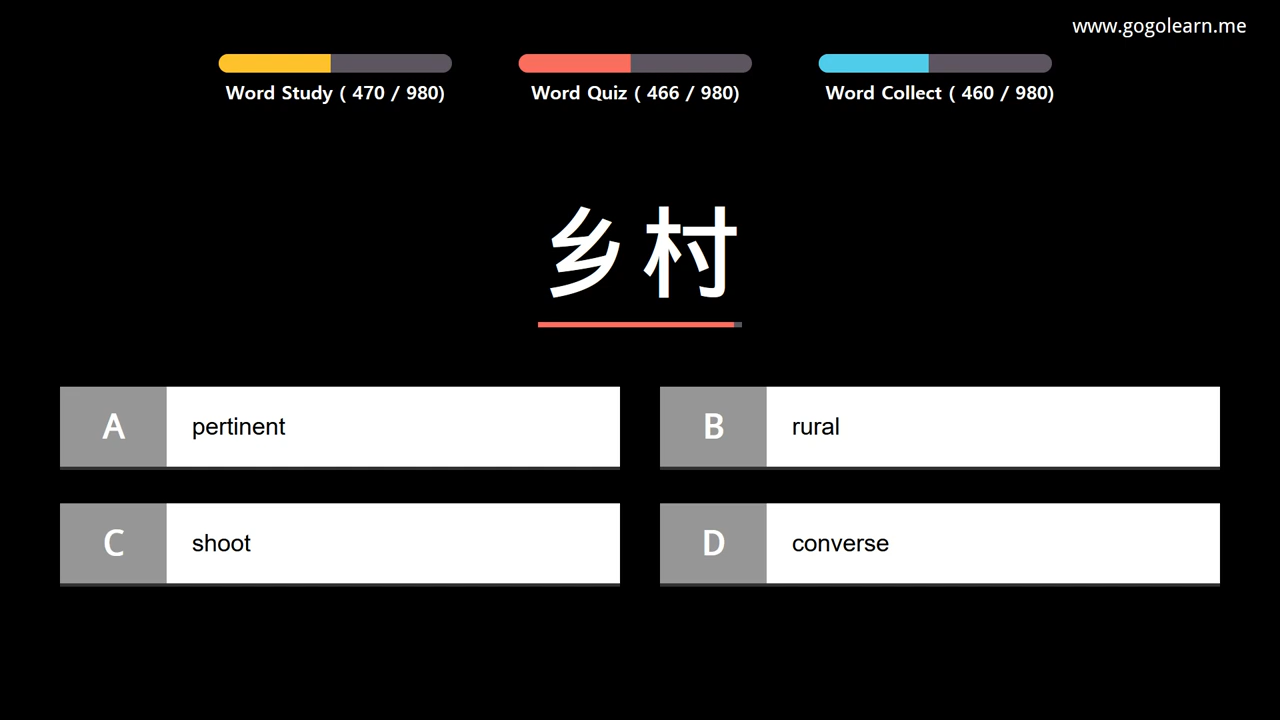 www.gogolearn.me
Word Study ( 470 / 980)
Word Quiz ( 466 / 980)
Word Collect ( 460 / 980)
乡村
A pertinent
B rural
C shoot
D converse